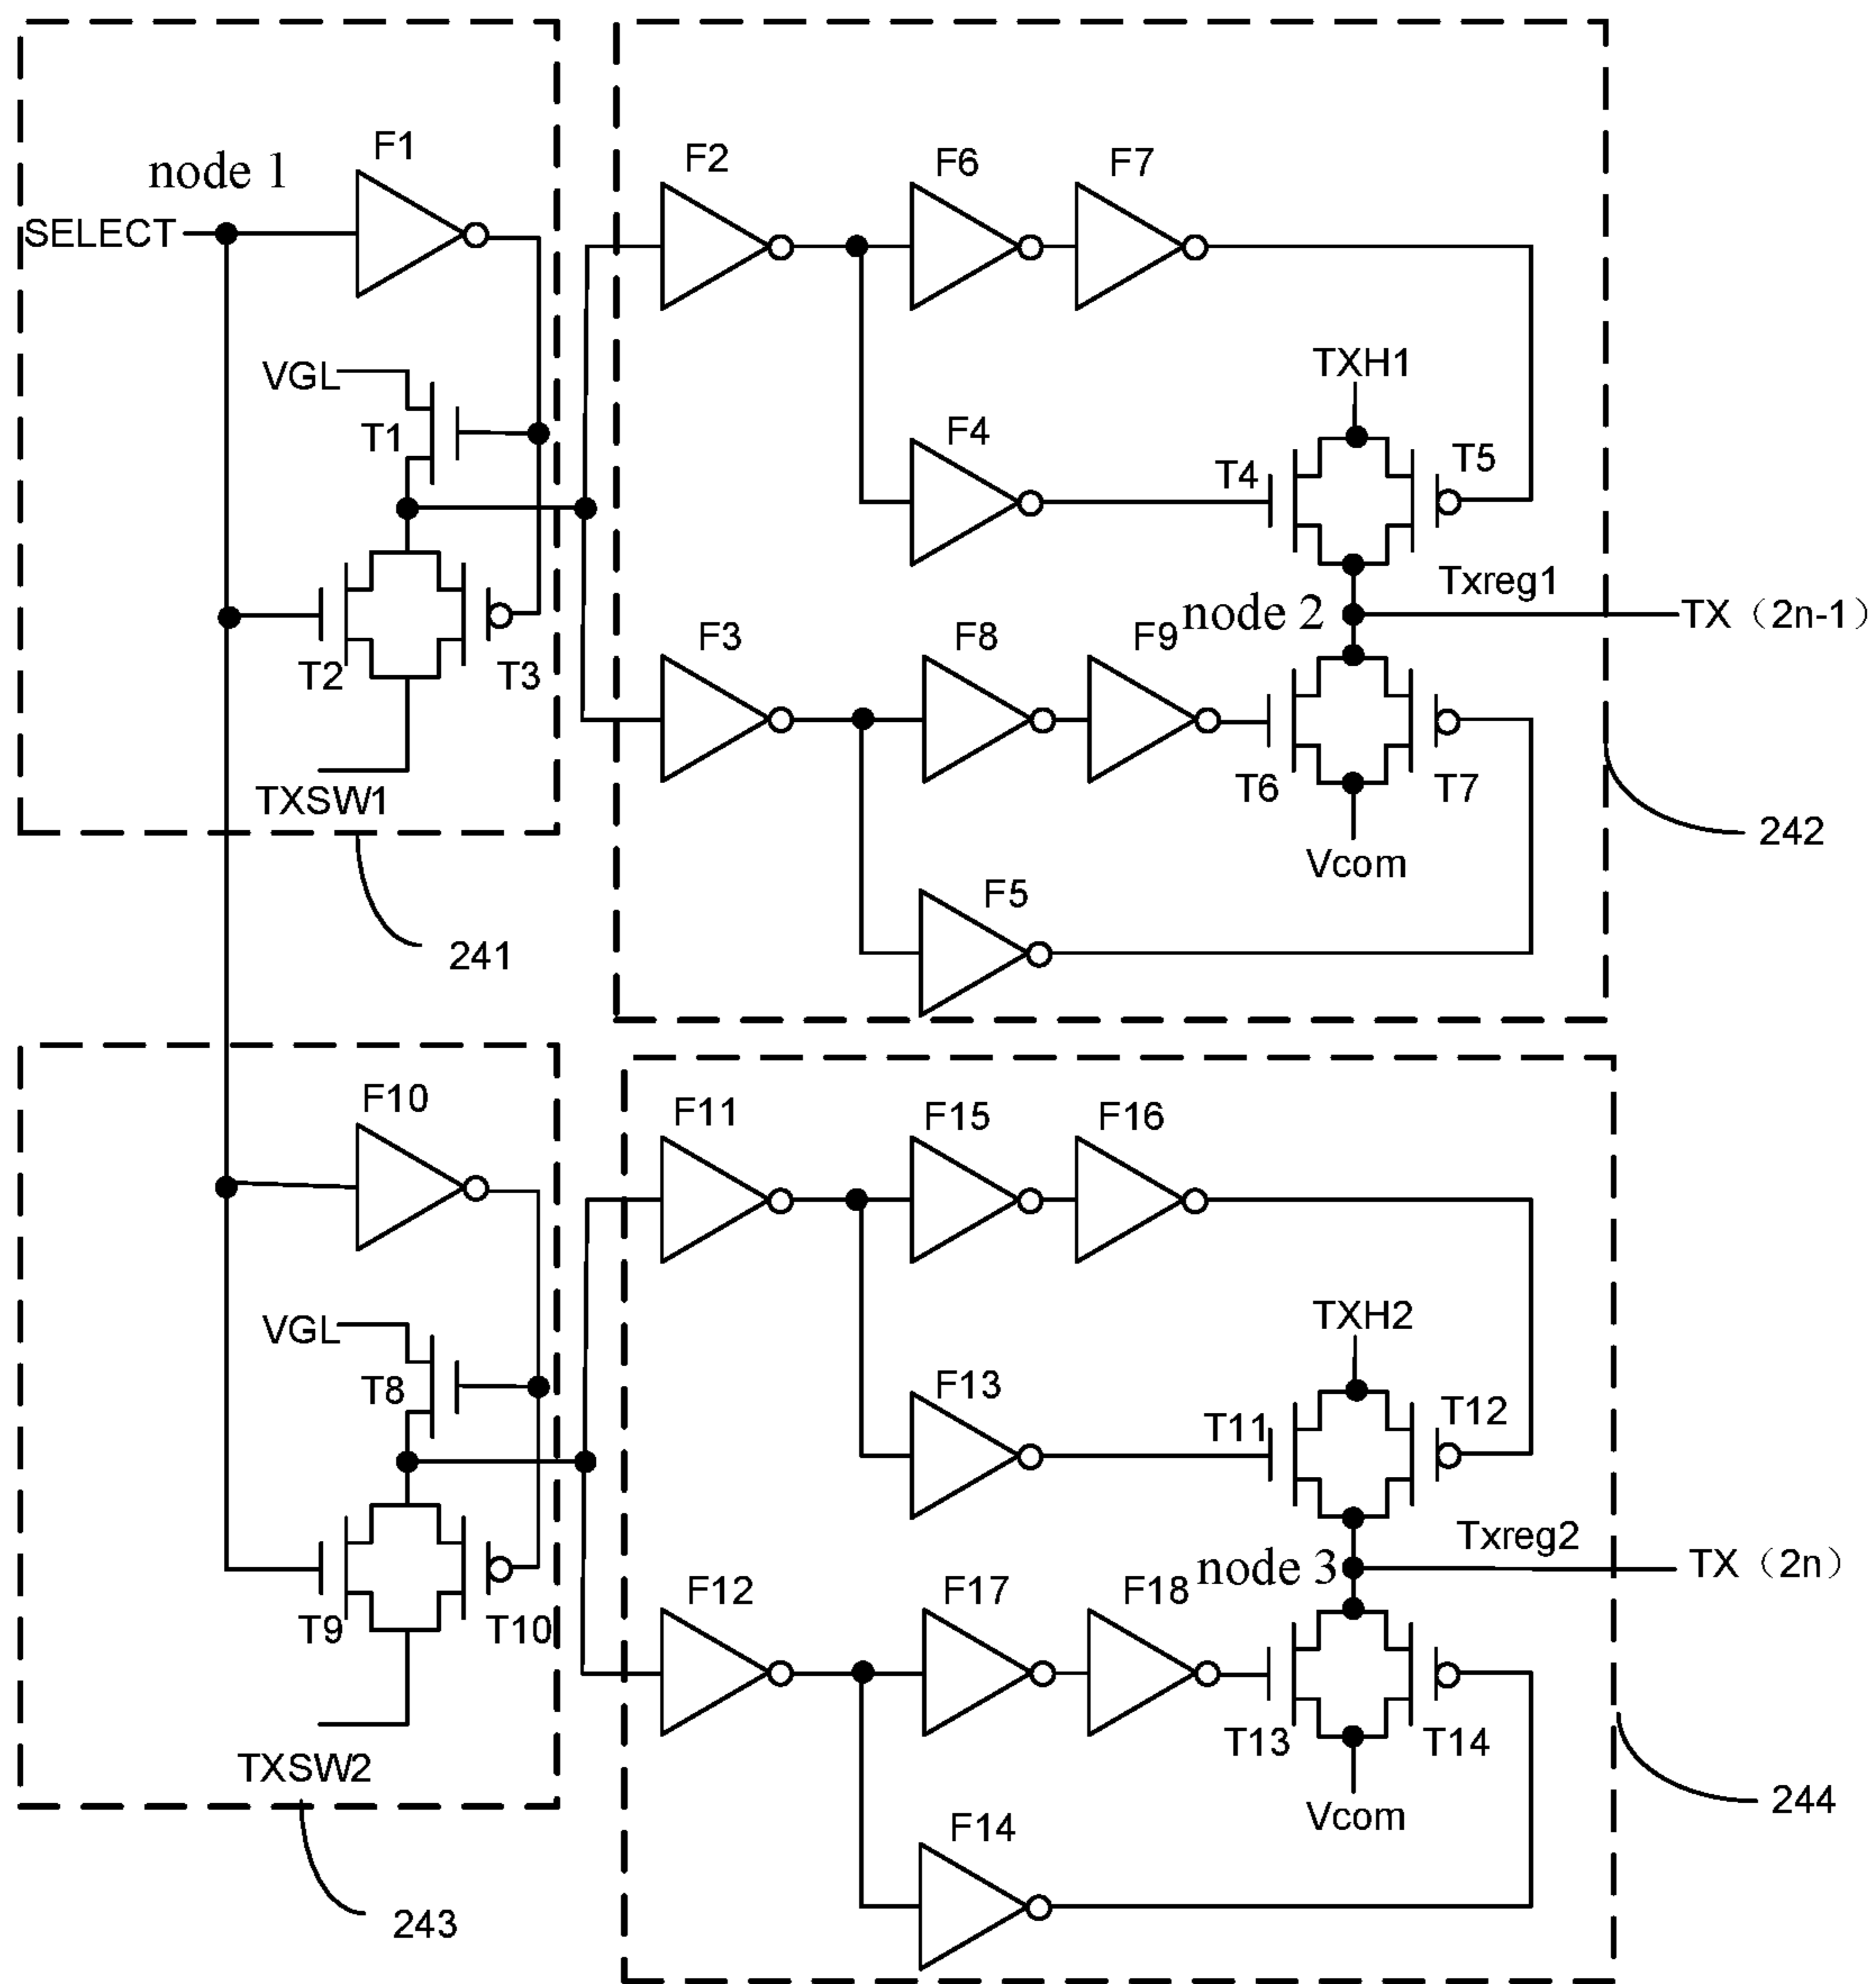 F1
node 1
SELECT
VGL
T1
T2
T3
TXSW1
241
F2
F6
F7
TXH1
F4
T4
T5
Txreg1
node 2
TX（2n-1）
F3
F8
F9
T6
T7
Vcom
242
F5
F10
VGL
T8
T9
T10
TXSW2
243
F11
F15
F16
TXH2
F13
T11
T12
Txreg2
node 3
TX（2n）
F12
F17
F18
T13
T14
Vcom
244
F14